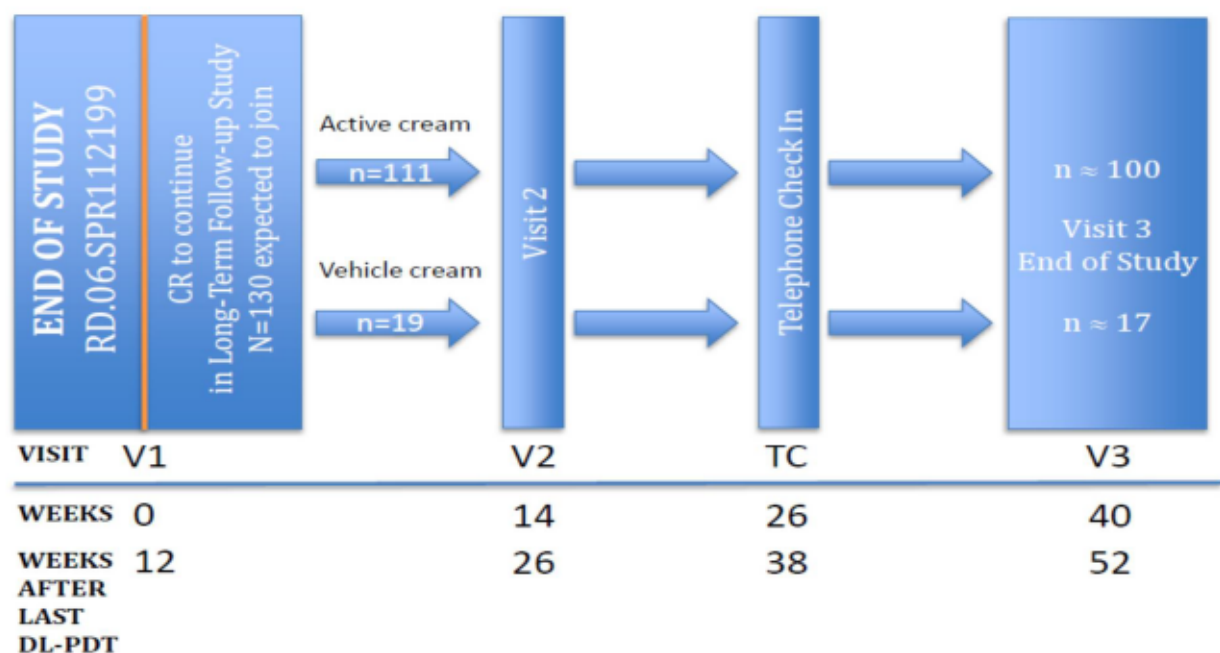 END OF STUDY
RD.06.SPR112199
CR to continue
in Long-Term Follow-up Study
N=130 expected to join
Active cream
n=111
Vehicle cream
n=19
Visit 2
Telephone Check In
n ≈ 100
Visit 3
End of Study
n ≈ 17
VISIT V1 V2 TC V3
WEEKS 0 14 26 40
WEEKS 12 26 38 52
AFTER
LAST
DL-PDT